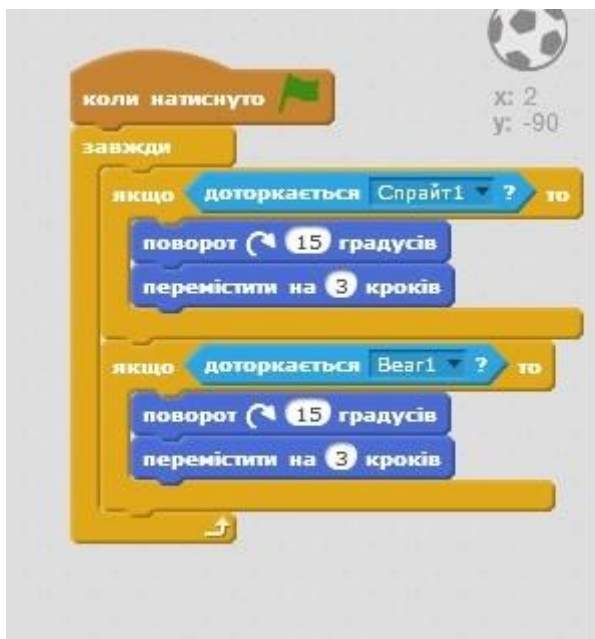 коли натиснуто
x: 2
y: -90
завжди
якщо доторкається Спрайт1 ? то
поворот 15 градусів
перемістити на 3 кроків
якщо доторкається Bear1 ? то
поворот 15 градусів
перемістити на 3 кроків